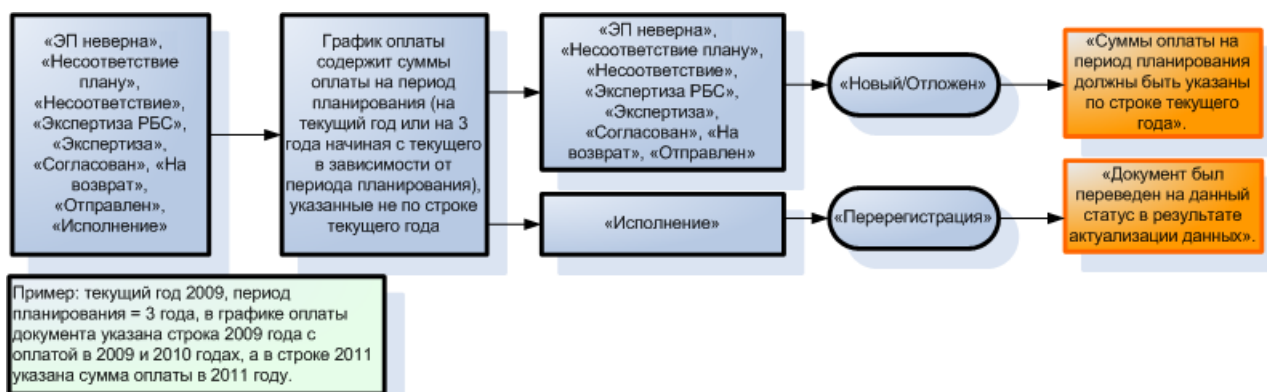 «ЭП неверна»,
«Несоответствие
плану»,
«Несоответствие»,
«Экспертиза РБС»,
«Экспертиза»,
«Согласован», «На
возврат»,
«Отправлен»,
«Исполнение»
График оплаты
содержит суммы
оплаты на период
планирования (на
текущий год или на 3
года начиная с текущего
в зависимости от
периода планирования),
указанные не по строке
текущего года
«ЭП неверна»,
«Несоответствие плану»,
«Несоответствие»,
«Экспертиза РБС»,
«Экспертиза»,
«Согласован», «На
возврат», «Отправлен»
«Новый/Отложен»
«Суммы оплаты на
период планирования
должны быть указаны
по строке текущего
года».
«Исполнение»
«Перерегистрация»
«Документ был
переведен на данный
статус в результате
актуализации данных».
Пример: текущий год 2009, период
планирования = 3 года, в графике оплаты
документа указана строка 2009 года с
оплатой в 2009 и 2010 годах, а в строке 2011
указана сумма оплаты в 2011 году.